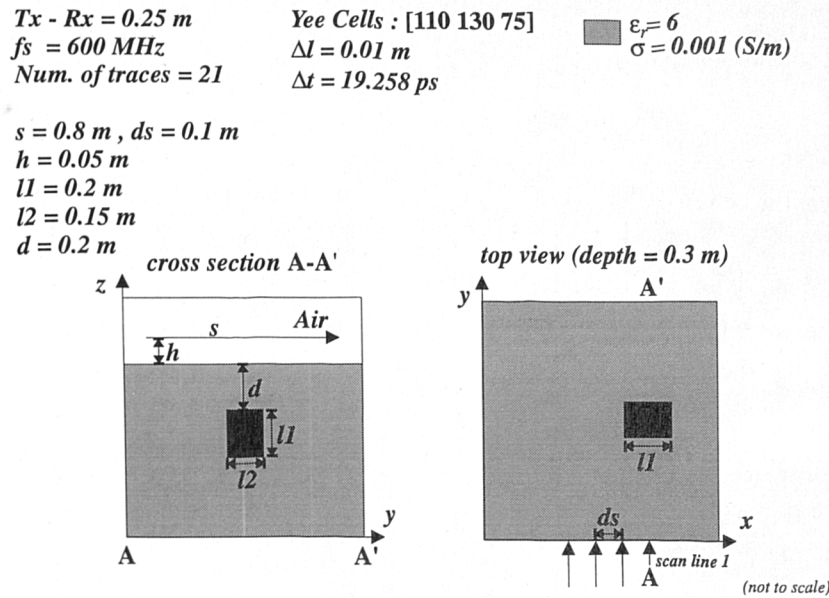 Tx - Rx = 0.25 m
fs = 600 MHz
Num. of traces = 21
Yee Cells : [110 130 75]
Δl = 0.01 m
Δt = 19.258 ps
εr= 6
σ = 0.001 (S/m)
s = 0.8 m , ds = 0.1 m
h = 0.05 m
l1 = 0.2 m
l2 = 0.15 m
d = 0.2 m
cross section A-A'
z
s
Air
h
d
l1
l2
y
A
A'
top view (depth = 0.3 m)
A'
y
l1
ds
x
A
scan line 1
(not to scale)